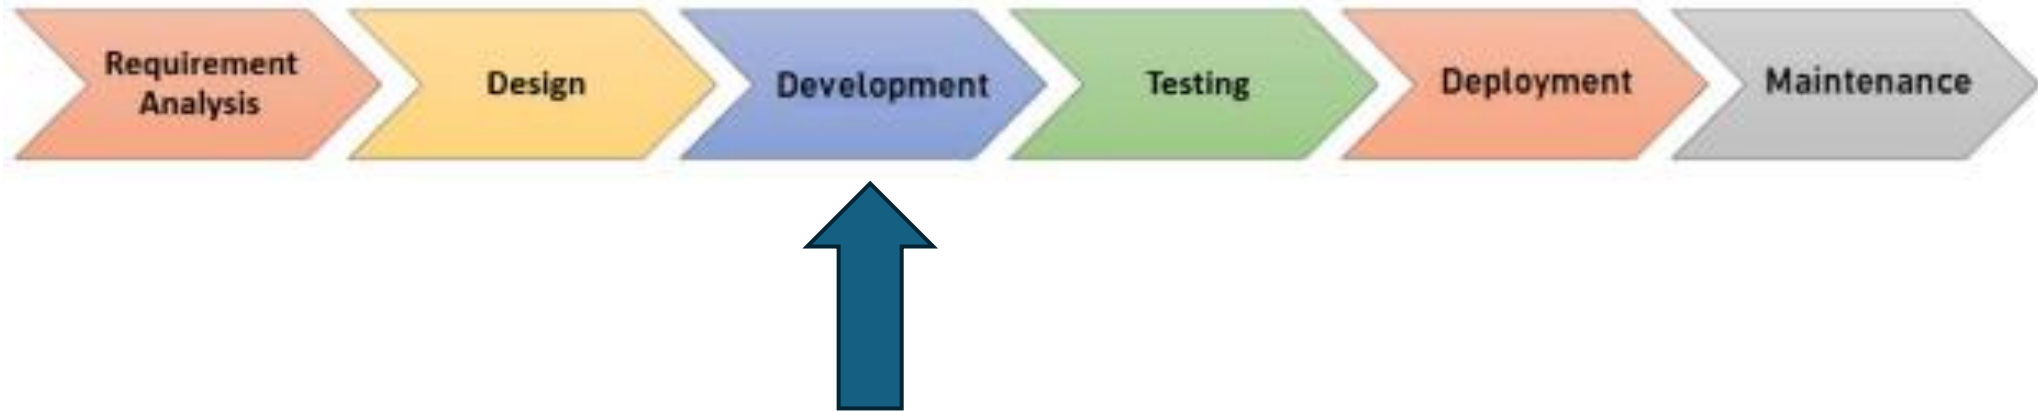 Requirement
Analysis
Design
Development
Testing
Deployment
Maintenance